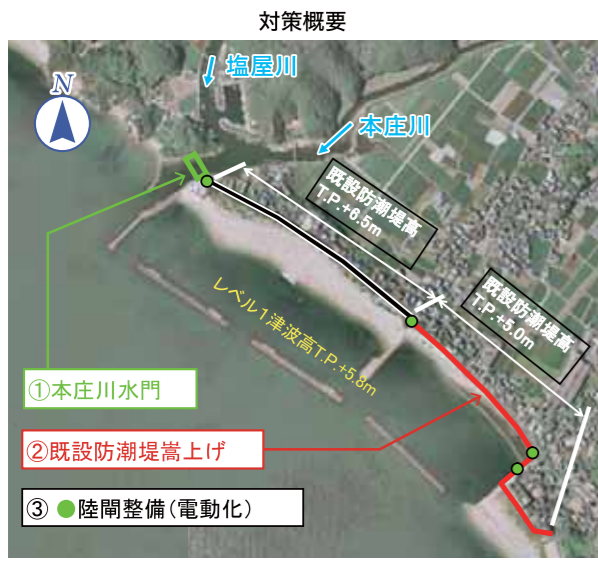 対策概要
塩屋川
N
本庄川
既設防潮堤高
T.P.+6.5m
既設防潮堤高
T.P.+5.0m
レベル1津波高T.P.+5.8m
①本庄川水門
②既設防潮堤嵩上げ
③ ●陸閘整備(電動化)